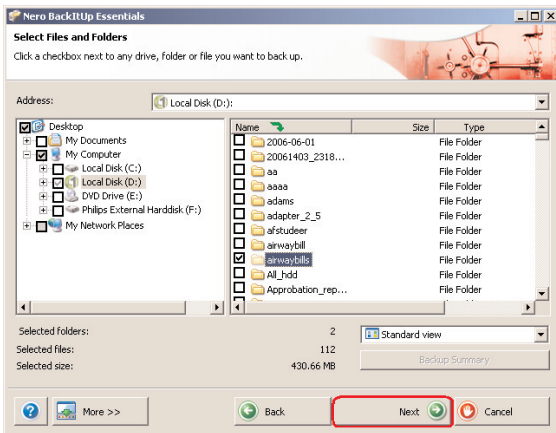 Nero BackItUp Essentials
Select Files and Folders
Click a checkbox next to any drive, folder or file you want to back up.
Address: Local Disk (D:):
Desktop
My Documents
My Computer
Local Disk (C:)
Local Disk (D:)
DVD Drive (E:)
Philips External Harddisk (F:)
My Network Places
Name Size Type
2006-06-01 File Folder
20061403_2318... File Folder
aa File Folder
aaaa File Folder
adams File Folder
adapter_2_5 File Folder
afstudeer File Folder
airwaybill File Folder
airwaybills File Folder
All_hdd File Folder
Approbation_rep... File Folder
Selected folders: 2
Standard view
Selected files: 112
Selected size: 430.66 MB
Backup Summary
? More >> Back Next Cancel